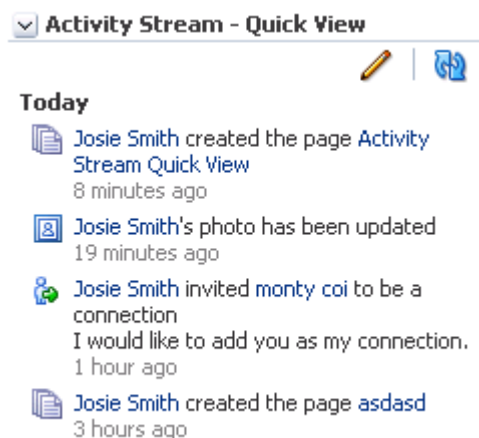 Activity Stream - Quick View
Today
Josie Smith created the page Activity
Stream Quick View
8 minutes ago
Josie Smith's photo has been updated
19 minutes ago
Josie Smith invited monty coi to be a
connection
I would like to add you as my connection.
1 hour ago
Josie Smith created the page asdasd
3 hours ago